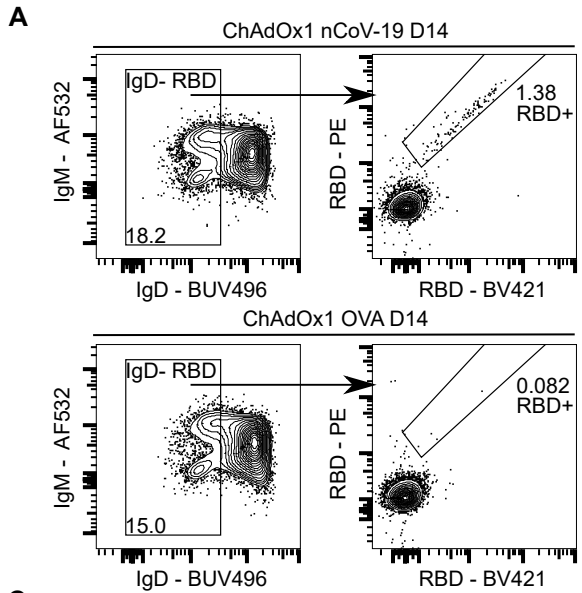 A
ChAdOx1 nCoV-19 D14
IgD- RBD
18.2
IgM - AF532
IgD - BUV496
1.38
RBD+
RBD - PE
RBD - BV421
ChAdOx1 OVA D14
IgD- RBD
15.0
IgM - AF532
IgD - BUV496
0.082
RBD+
RBD - PE
RBD - BV421